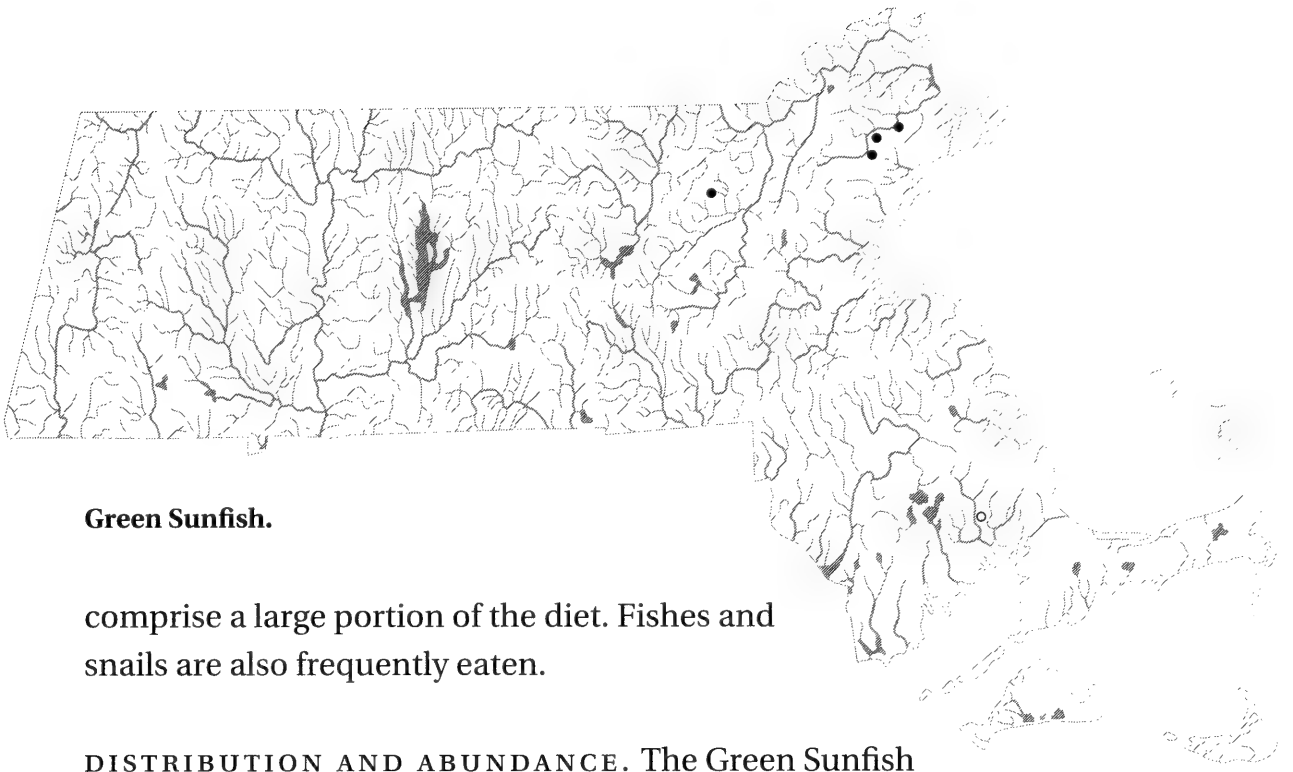 Green Sunfish.
comprise a large portion of the diet. Fishes and
snails are also frequently eaten.
DISTRIBUTION AND ABUNDANCE. The Green Sunfish